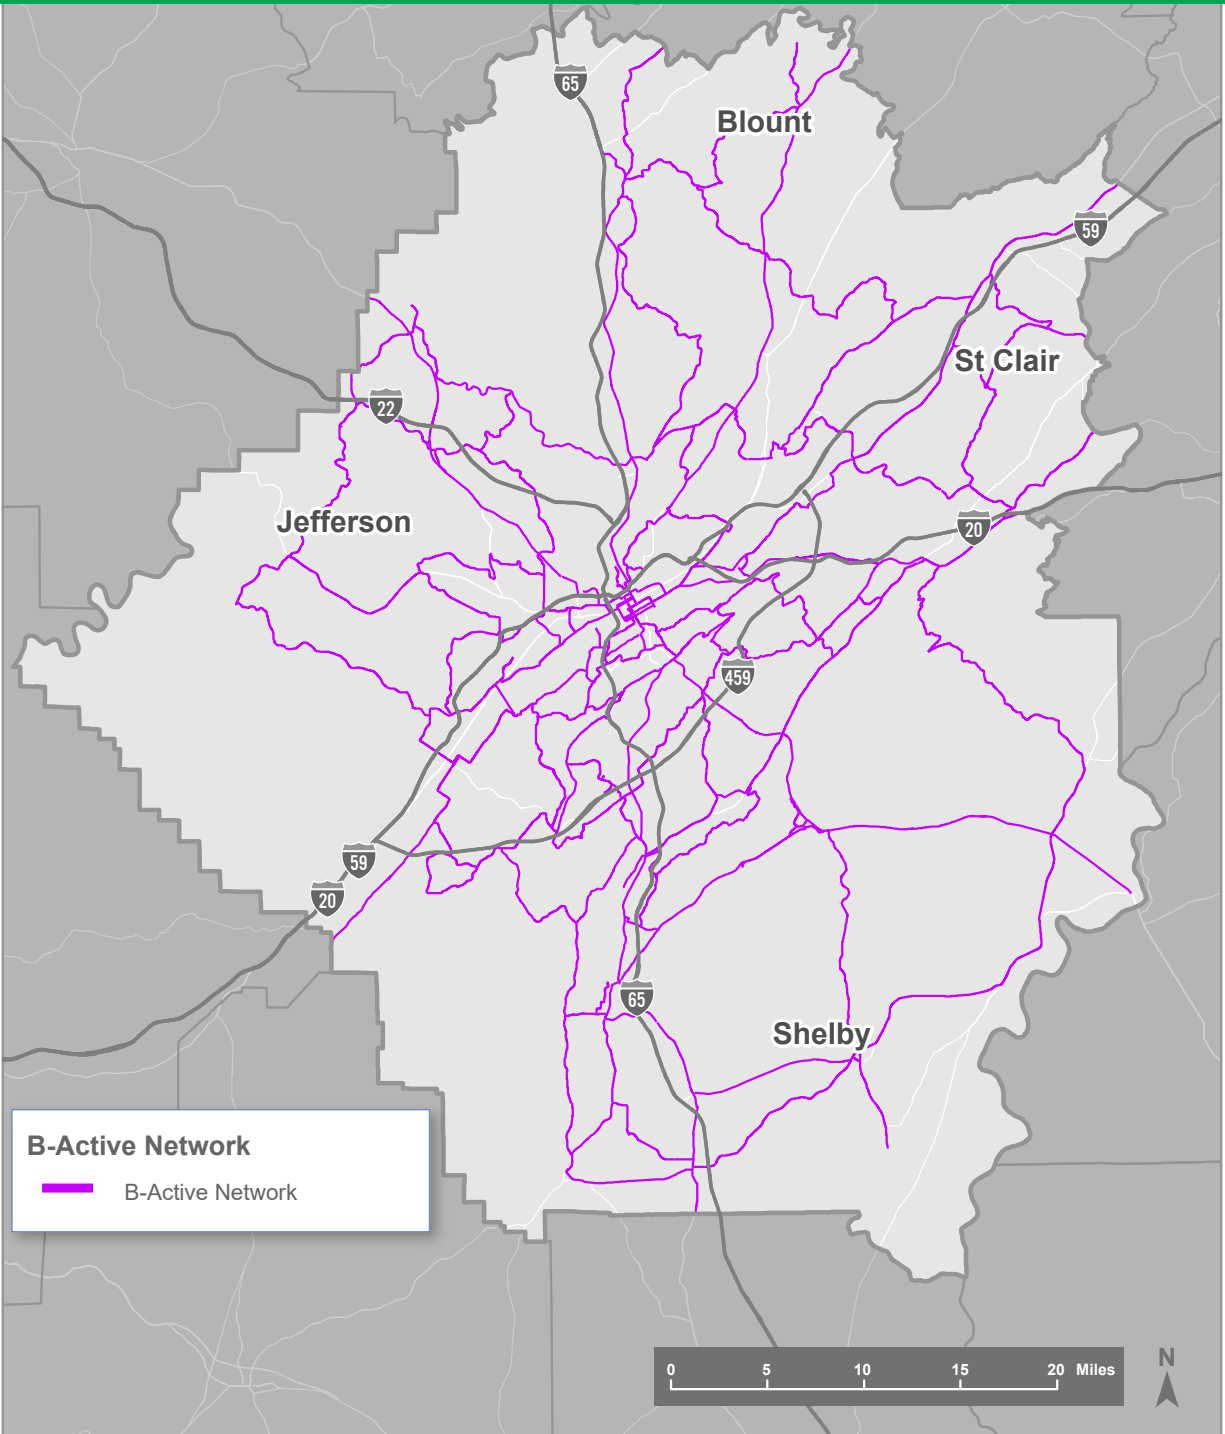 65
Blount
59
St Clair
22
Jefferson
20
459
59
20
65
Shelby
B-Active Network
B-Active Network
0 5 10 15 20 Miles
N